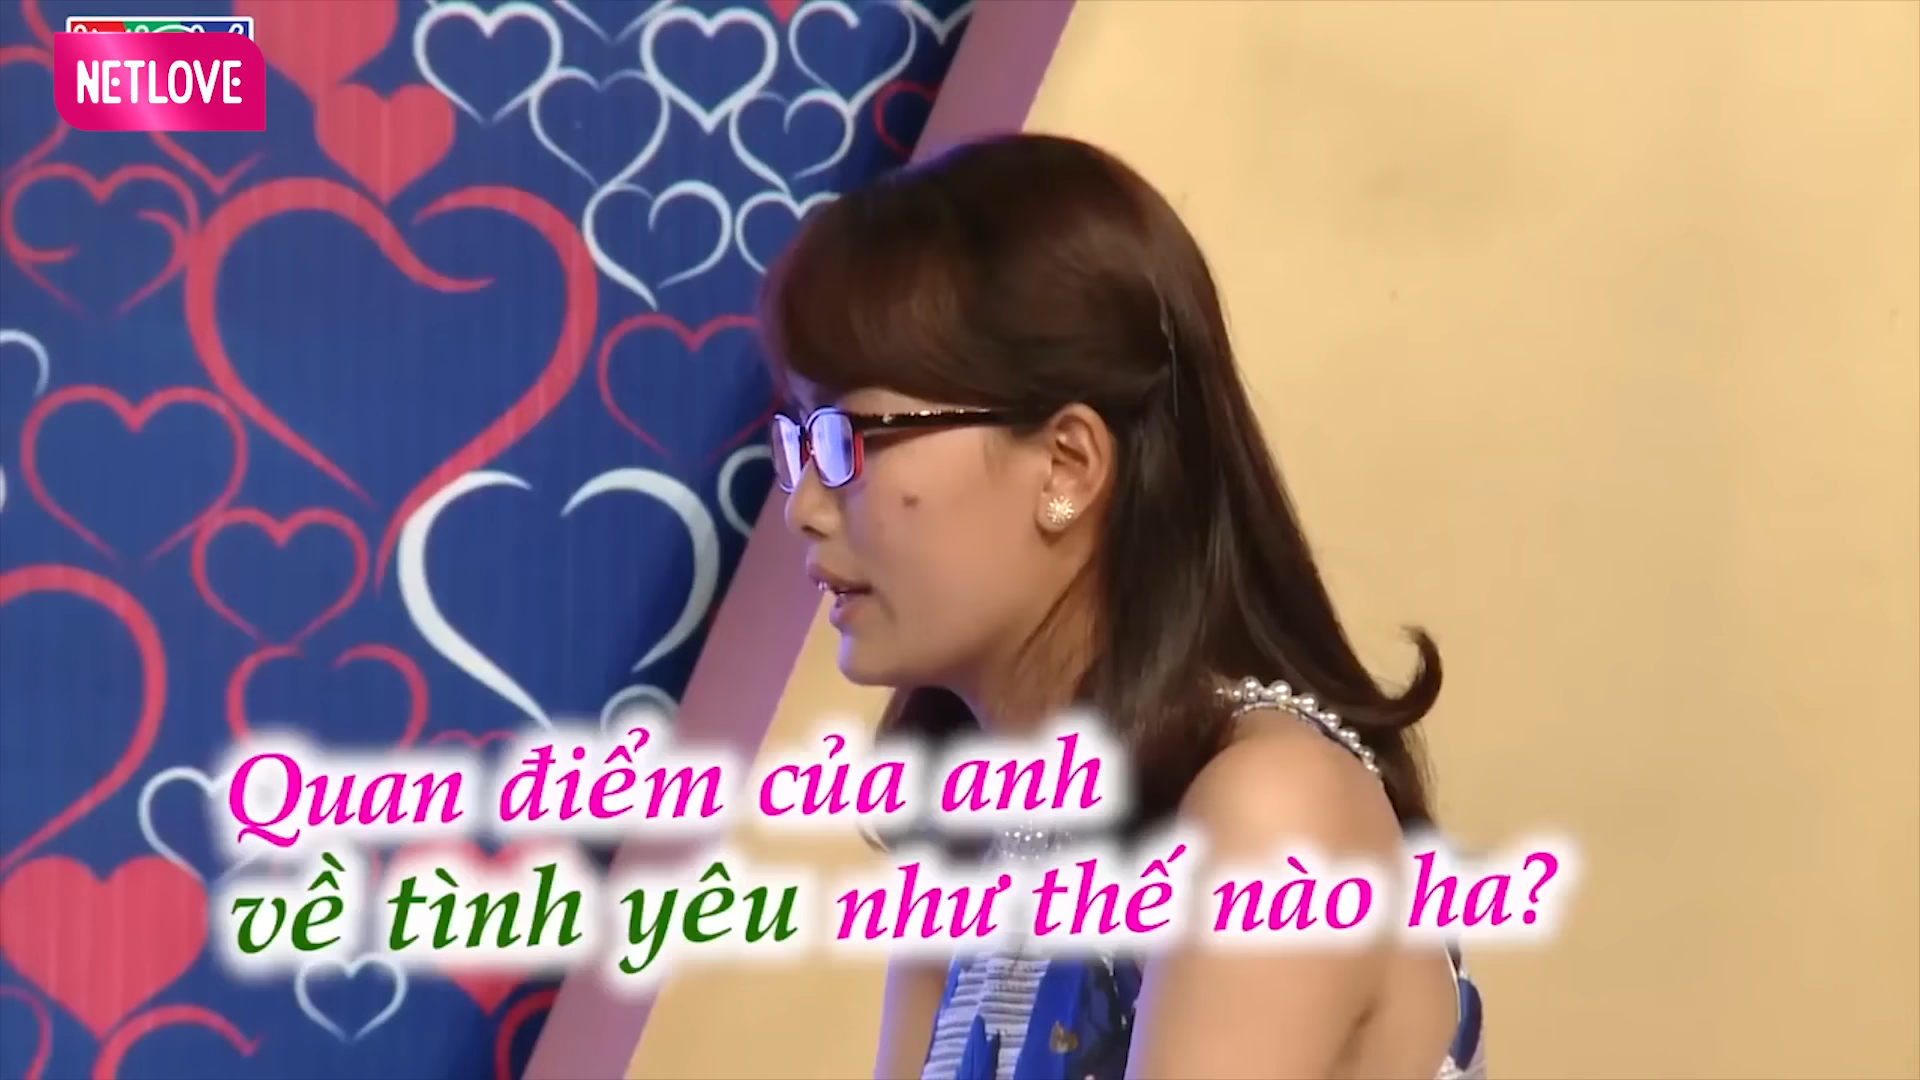 NETLOVE
Quan điểm của anh
về tình yêu như thế nào ha?